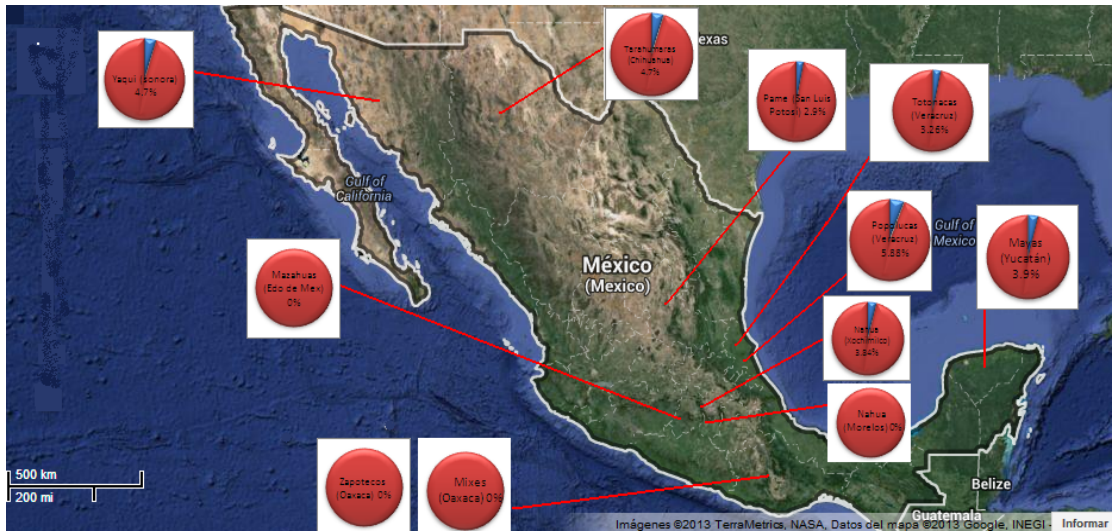 Yaqui (sonora)
4.7%
Tarahumaras
(Chihuahua)
4.7%
exas
Pame (San Luis
Potosí) 2.9%
Totonacas
(Veracruz)
3.26%
Gulf of
California
Popolucas
(Veracruz)
5.88%
Gulf of
Mexico
Mayas
(Yucatán)
3.9%
Mazahuas
(Edo de Mex)
0%
México
(Mexico)
Nahua
(Xochimilco)
3.84%
Nahua
(Morelos) 0%
Zapotecos
(Oaxaca) 0%
Mixes
(Oaxaca) 0%
500 km
200 mi
Belize
Guatemala
Imágenes ©2013 TerraMetrics, NASA, Datos del mapa ©2013 Google, INEGI -
Informar